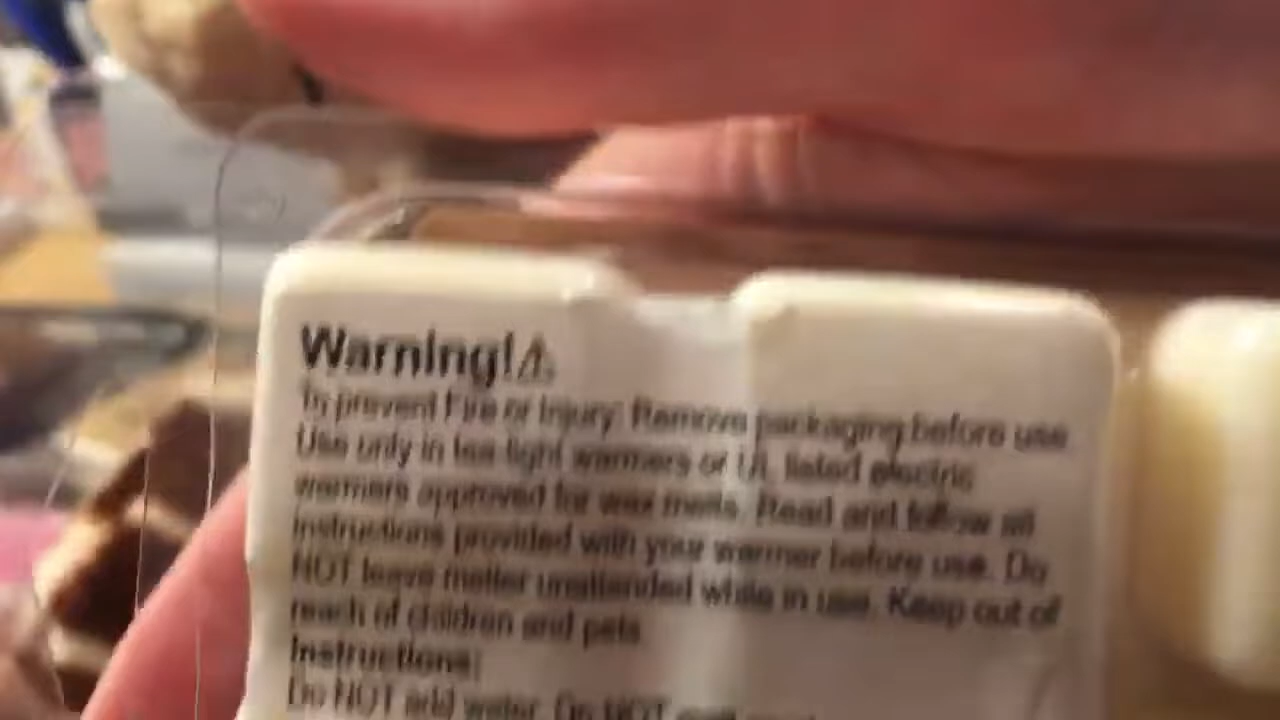 Warning!⚠
To prevent Fire or Injury: Remove packaging before use
Use only in tea light warmers or UL listed electric
warmers approved for wax melts. Read and follow all
instructions provided with your warmer before use. Do
NOT leave melter unattended while in use. Keep out of
reach of children and pets
Instructions:
Do NOT add water. Do NOT